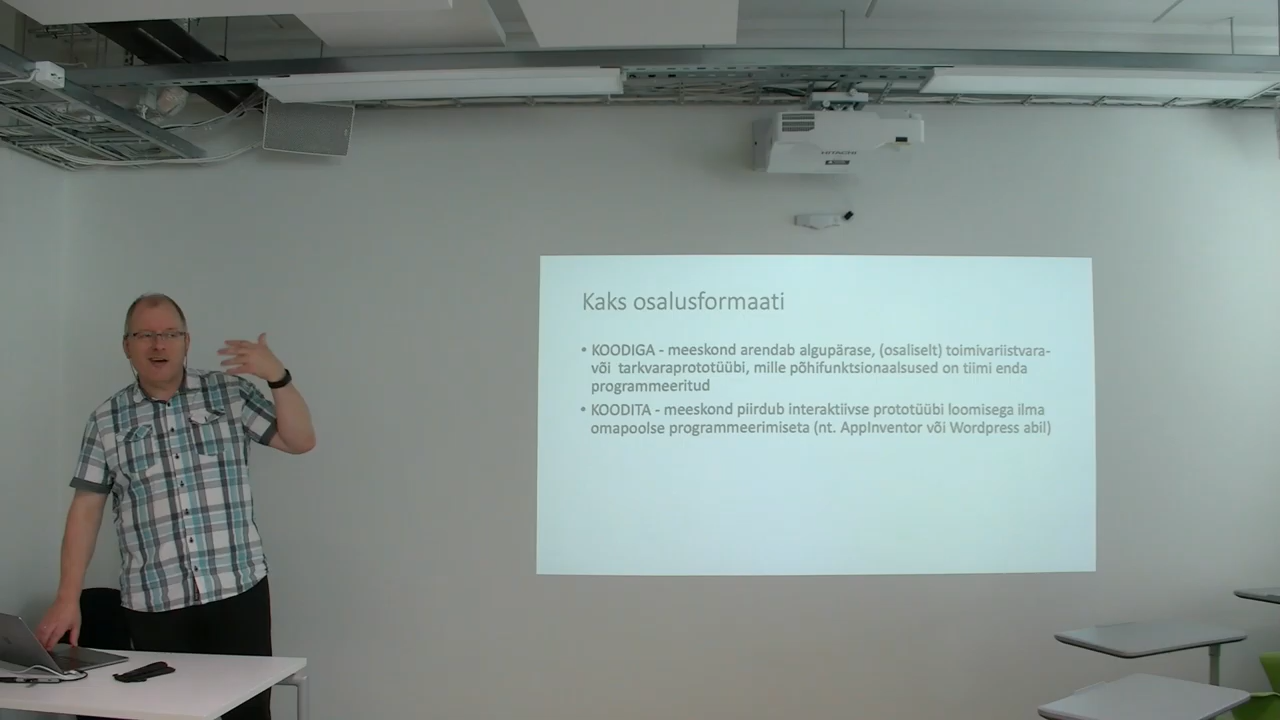 HITACHI
Kaks osalusformaati
• KOODIGA - meeskond arendab algupärase, (osaliselt) toimivariistvara-
või tarkvaraprototüübi, mille põhifunktsionaalsused on tiimi enda
programmeeritud
• KOODITA - meeskond piirdub interaktiivse prototüübi loomisega ilma
omapoolse programmeerimiseta (nt. AppInventor või Wordpress abil)